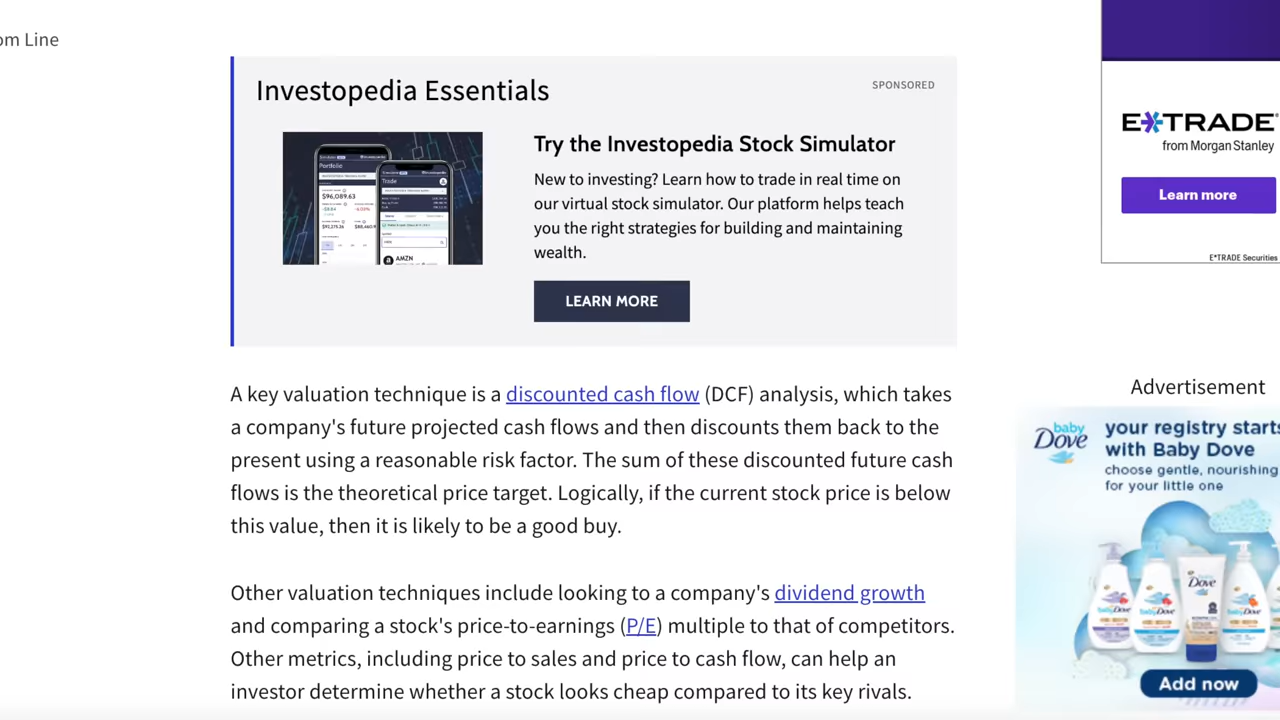 om Line
Investopedia Essentials
SPONSORED
Try the Investopedia Stock Simulator
New to investing? Learn how to trade in real time on
our virtual stock simulator. Our platform helps teach
you the right strategies for building and maintaining
wealth.
LEARN MORE
Portfolio
$96,089.63
Trade
AMZN
A key valuation technique is a discounted cash flow (DCF) analysis, which takes
a company's future projected cash flows and then discounts them back to the
present using a reasonable risk factor. The sum of these discounted future cash
flows is the theoretical price target. Logically, if the current stock price is below
this value, then it is likely to be a good buy.
Other valuation techniques include looking to a company's dividend growth
and comparing a stock's price-to-earnings (P/E) multiple to that of competitors.
Other metrics, including price to sales and price to cash flow, can help an
investor determine whether a stock looks cheap compared to its key rivals.
E*TRADE
from Morgan Stanley
Learn more
E*TRADE Securities
Advertisement
baby
Dove
your registry starts
with Baby Dove
choose gentle, nourishing
for your little one
Dove
Add now